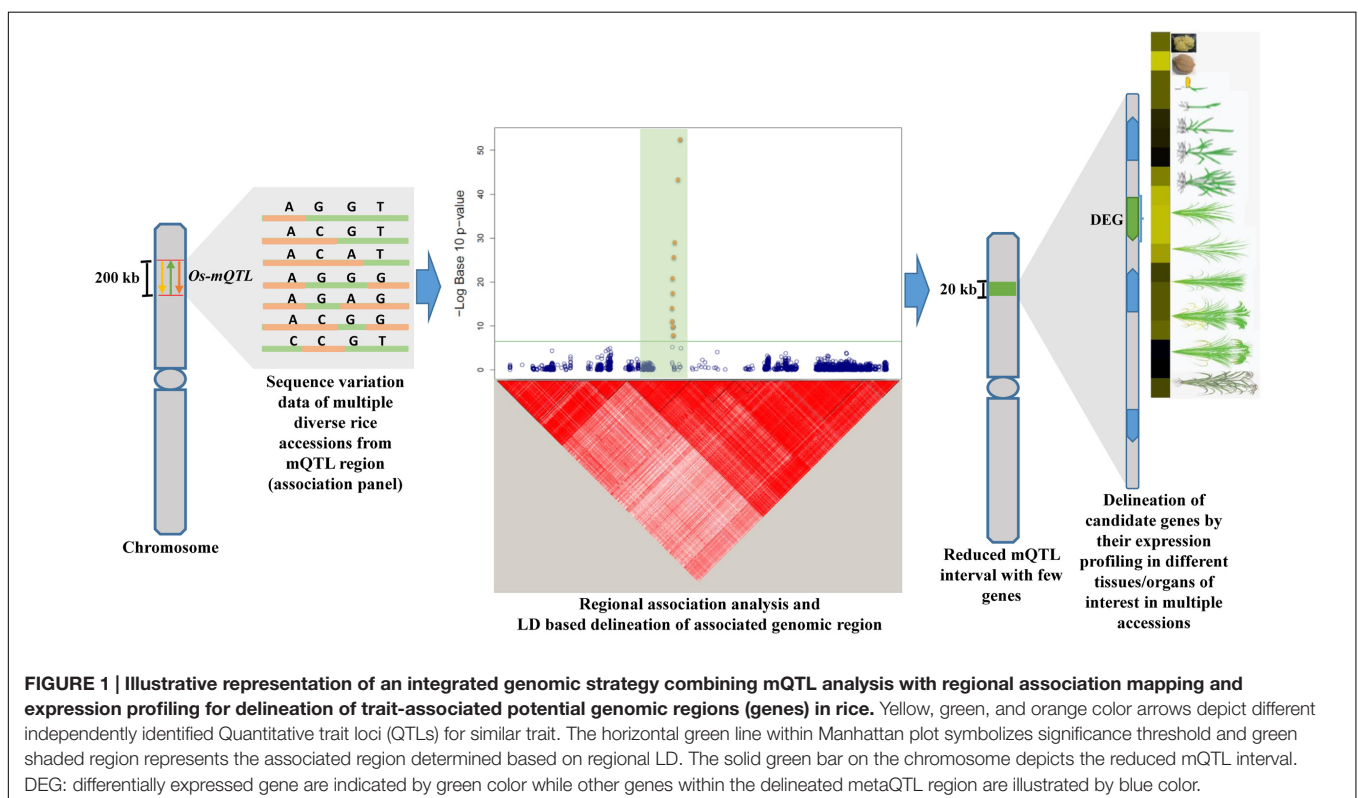 200 kb
Os-mQTL
A G G T
A C G T
A C A T
A G G G
A G A G
A C G G
C C G T
Sequence variation
data of multiple
diverse rice
accessions from
mQTL region
(association panel)
Chromosome
−Log Base 10 p−value
50
40
30
20
10
0
Regional association analysis and
LD based delineation of associated genomic region
20 kb
Reduced mQTL
interval with few
genes
DEG
Delineation of
candidate genes by
their expression
profiling in different
tissues/organs of
interest in multiple
accessions
FIGURE 1 | Illustrative representation of an integrated genomic strategy combining mQTL analysis with regional association mapping and
expression profiling for delineation of trait-associated potential genomic regions (genes) in rice. Yellow, green, and orange color arrows depict different
independently identified Quantitative trait loci (QTLs) for similar trait. The horizontal green line within Manhattan plot symbolizes significance threshold and green
shaded region represents the associated region determined based on regional LD. The solid green bar on the chromosome depicts the reduced mQTL interval.
DEG: differentially expressed gene are indicated by green color while other genes within the delineated metaQTL region are illustrated by blue color.